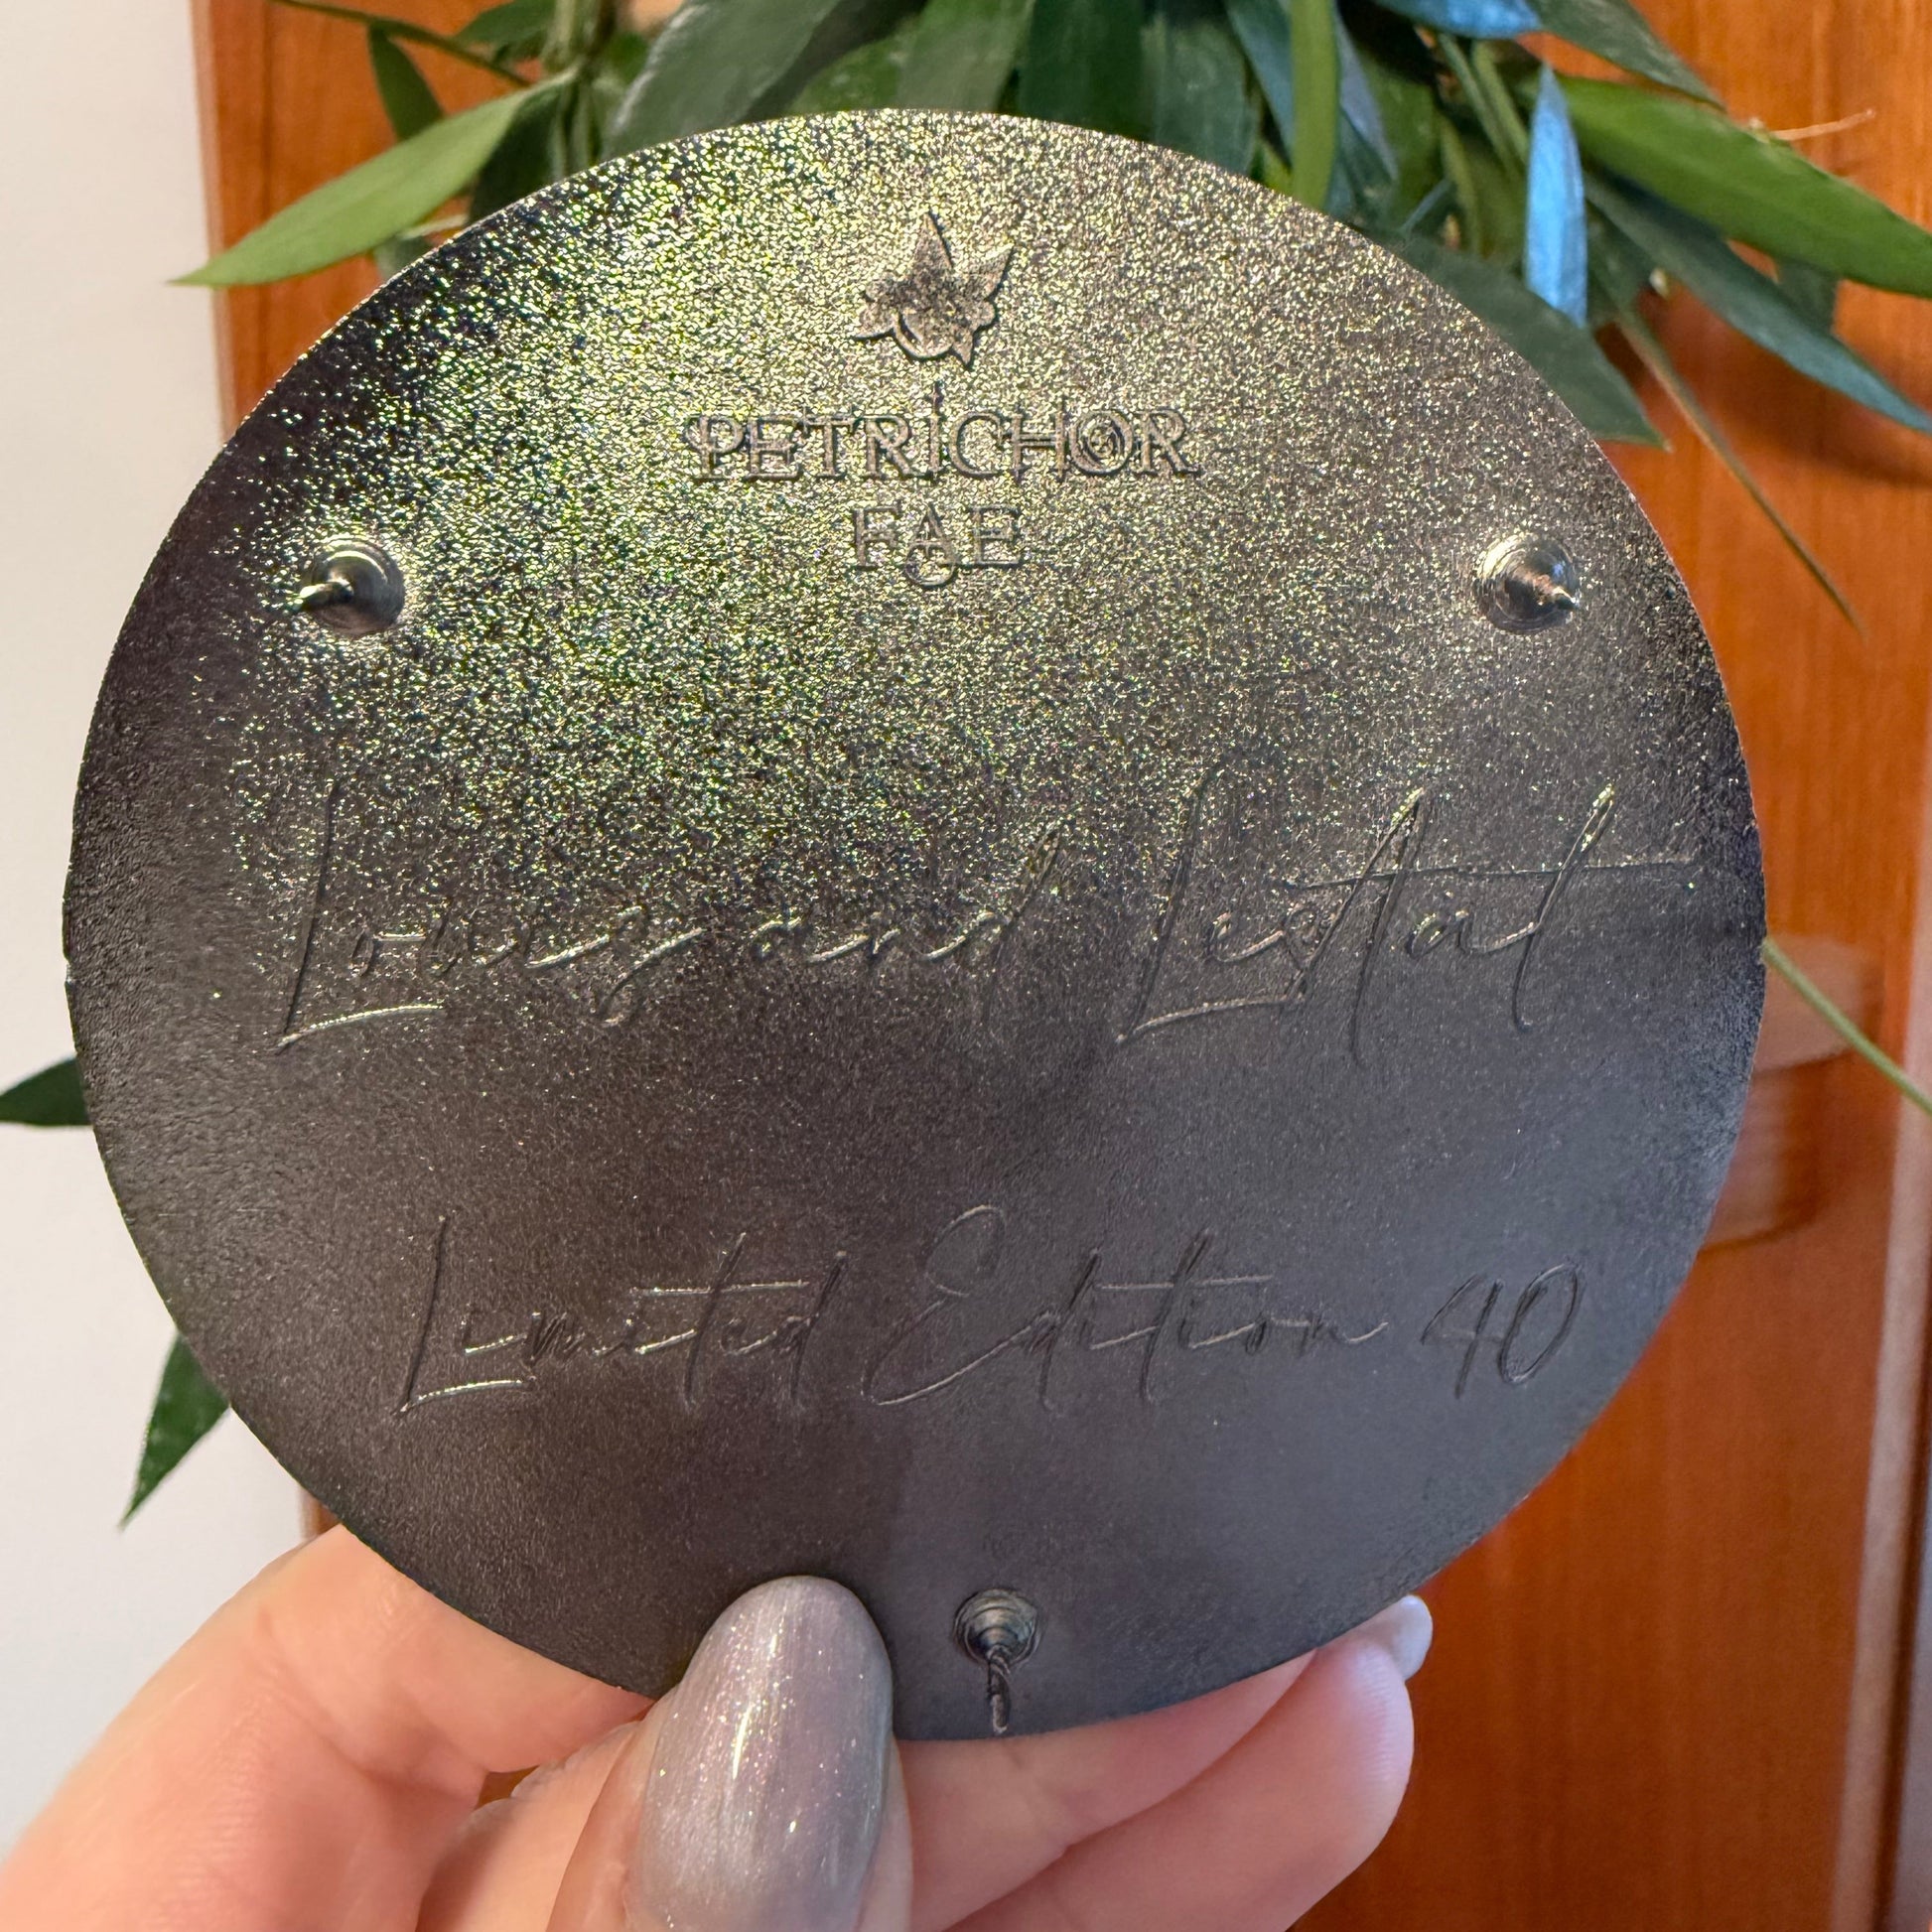 PETRICHOR
FAE
Louis and Lestat
Limited Edition 40